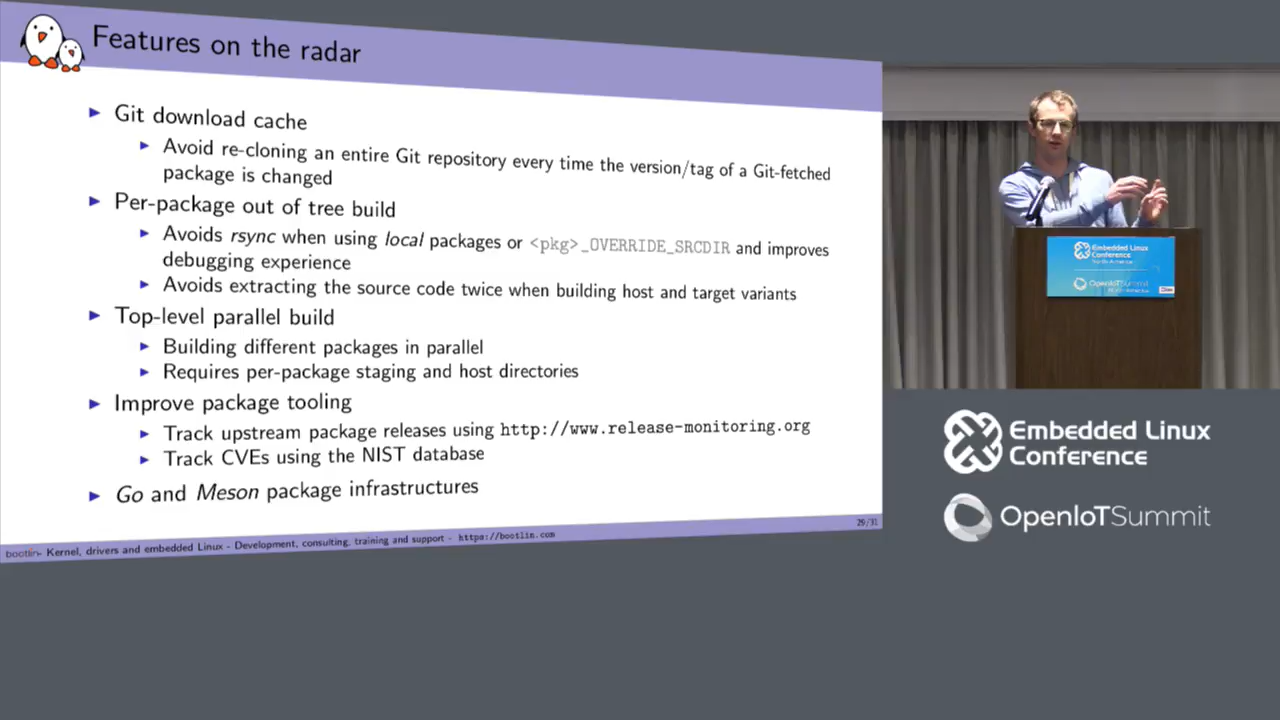 Features on the radar
Git download cache
Avoid re-cloning an entire Git repository every time the version/tag of a Git-fetched
package is changed
Per-package out of tree build
Avoids rsync when using local packages or <pkg>_OVERRIDE_SRCDIR and improves
debugging experience
Avoids extracting the source code twice when building host and target variants
Top-level parallel build
Building different packages in parallel
Requires per-package staging and host directories
Improve package tooling
Track upstream package releases using http://www.release-monitoring.org
Track CVEs using the NIST database
Go and Meson package infrastructures
bootlin - Kernel, drivers and embedded Linux - Development, consulting, training and support - https://bootlin.com
29/31
Embedded Linux
Conference
OpenIoTSummit
Embedded Linux
Conference
OpenIoTSummit